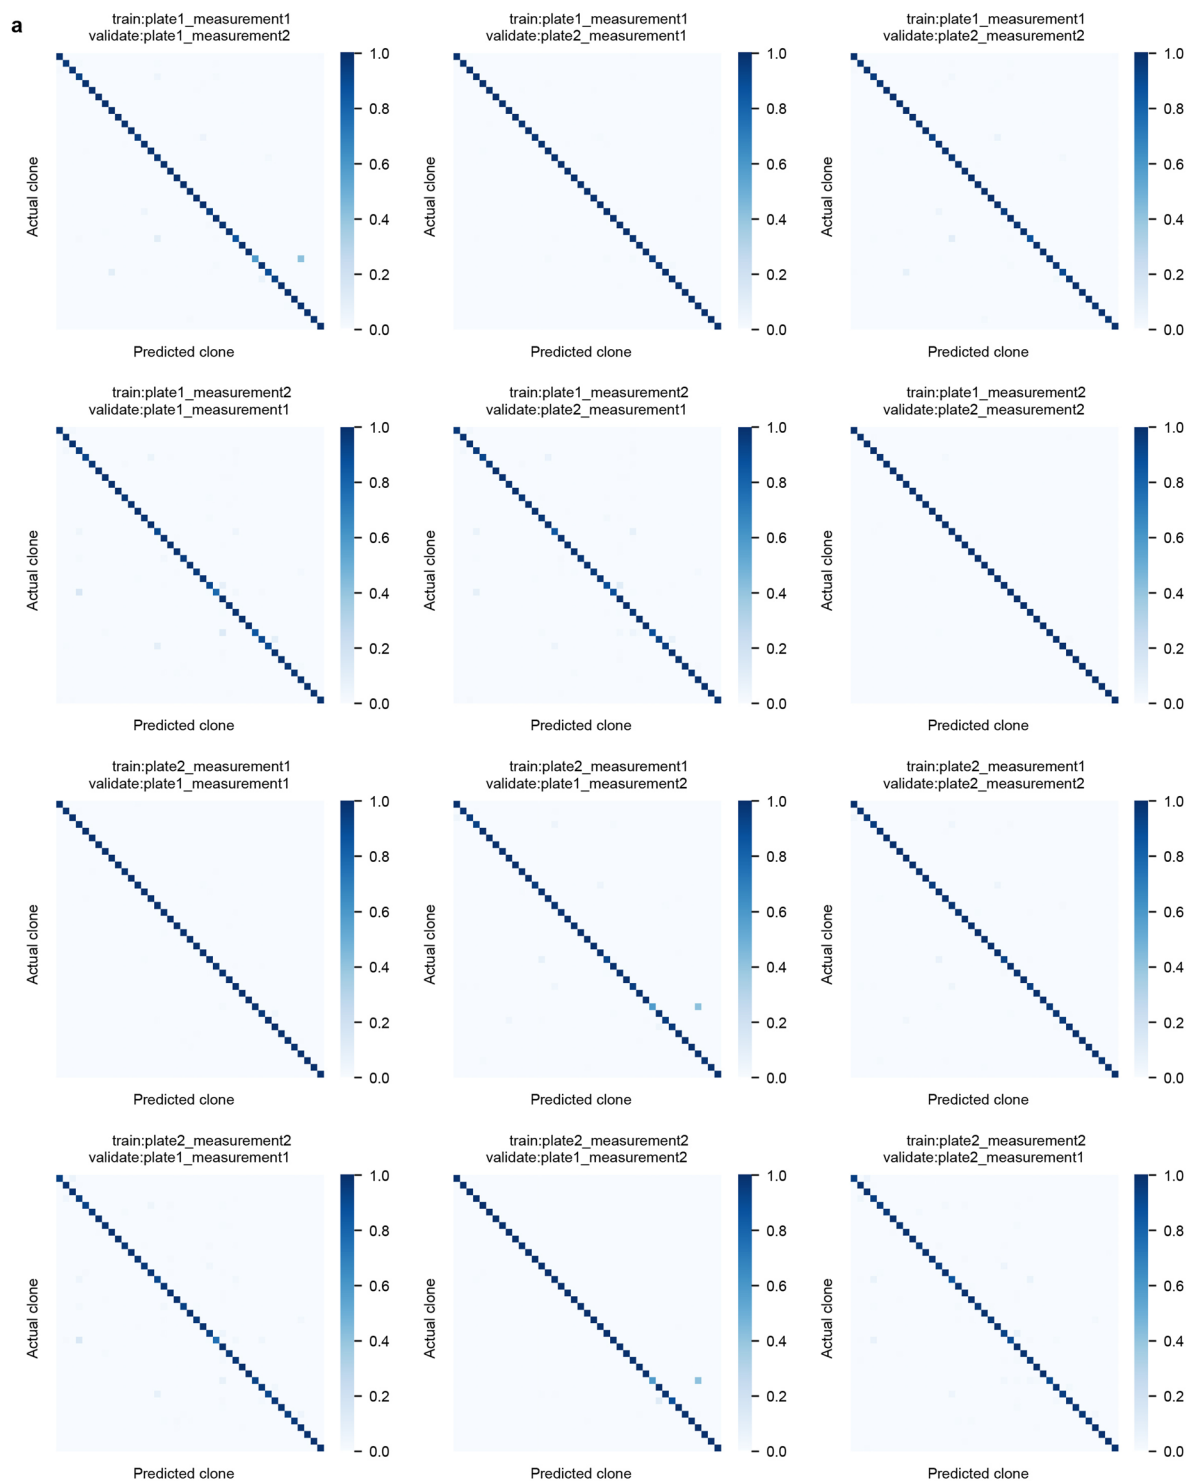 a
train:plate1_measurement1
validate:plate1_measurement2
train:plate1_measurement1
validate:plate2_measurement1
train:plate1_measurement1
validate:plate2_measurement2
Actual clone
1.0
0.8
0.6
0.4
0.2
0.0
Predicted clone
Actual clone
1.0
0.8
0.6
0.4
0.2
0.0
Predicted clone
Actual clone
1.0
0.8
0.6
0.4
0.2
0.0
Predicted clone
train:plate1_measurement2
validate:plate1_measurement1
train:plate1_measurement2
validate:plate2_measurement1
train:plate1_measurement2
validate:plate2_measurement2
Actual clone
1.0
0.8
0.6
0.4
0.2
0.0
Predicted clone
Actual clone
1.0
0.8
0.6
0.4
0.2
0.0
Predicted clone
Actual clone
1.0
0.8
0.6
0.4
0.2
0.0
Predicted clone
train:plate2_measurement1
validate:plate1_measurement1
train:plate2_measurement1
validate:plate1_measurement2
train:plate2_measurement1
validate:plate2_measurement2
Actual clone
1.0
0.8
0.6
0.4
0.2
0.0
Predicted clone
Actual clone
1.0
0.8
0.6
0.4
0.2
0.0
Predicted clone
Actual clone
1.0
0.8
0.6
0.4
0.2
0.0
Predicted clone
train:plate2_measurement2
validate:plate1_measurement1
train:plate2_measurement2
validate:plate1_measurement2
train:plate2_measurement2
validate:plate2_measurement1
Actual clone
1.0
0.8
0.6
0.4
0.2
0.0
Predicted clone
Actual clone
1.0
0.8
0.6
0.4
0.2
0.0
Predicted clone
Actual clone
1.0
0.8
0.6
0.4
0.2
0.0
Predicted clone